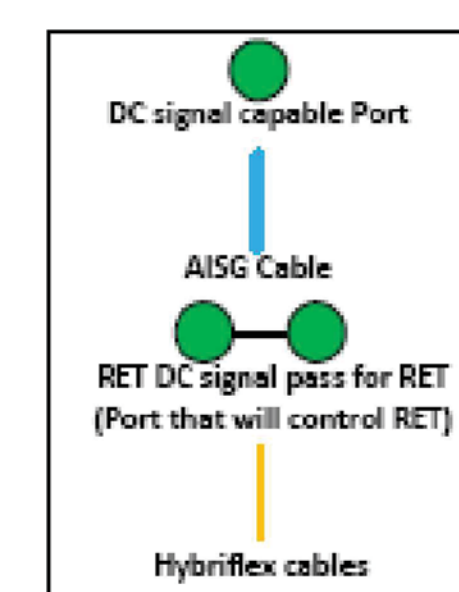 DC signal capable Port
AISG Cable
RET DC signal pass for RET
(Port that will control RET)
Hybriflex cables